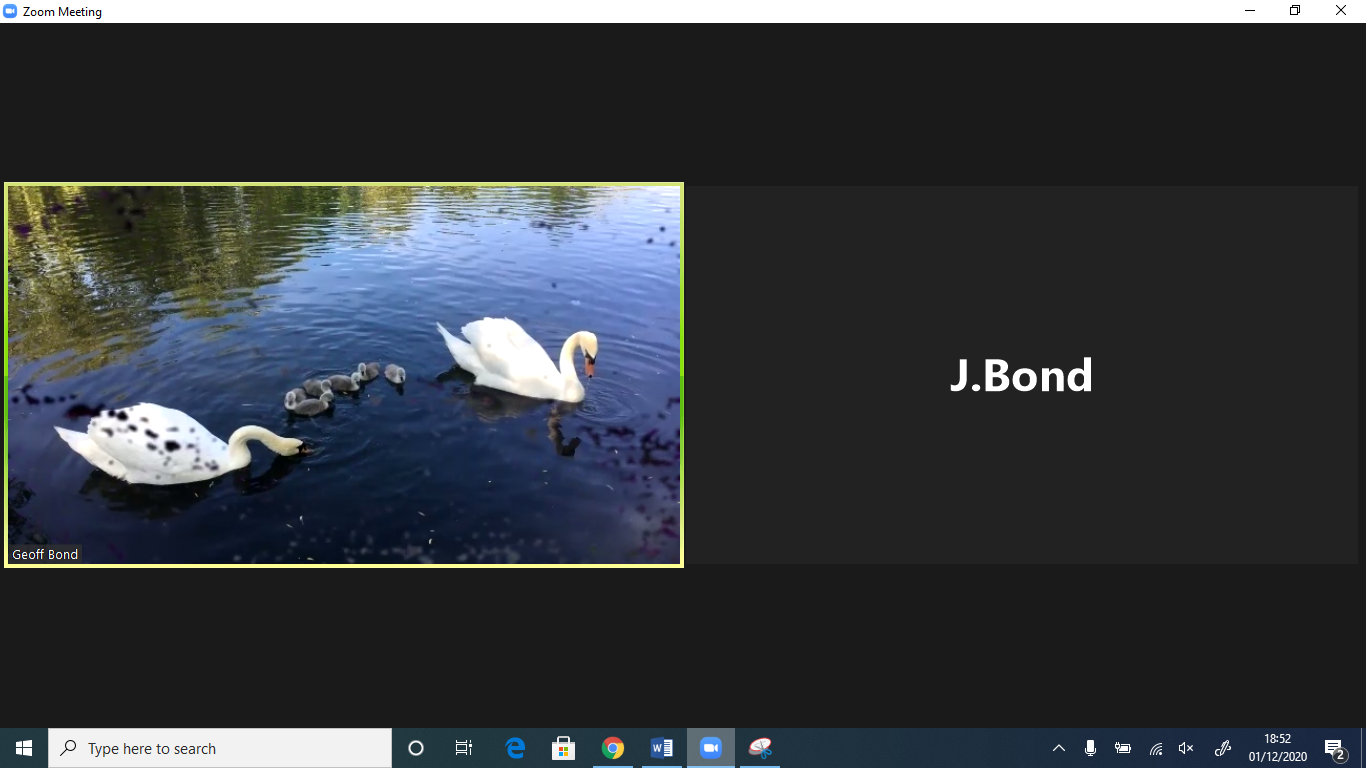 Zoom Meeting
Geoff Bond
J.Bond
Type here to search
18:52
01/12/2020
2